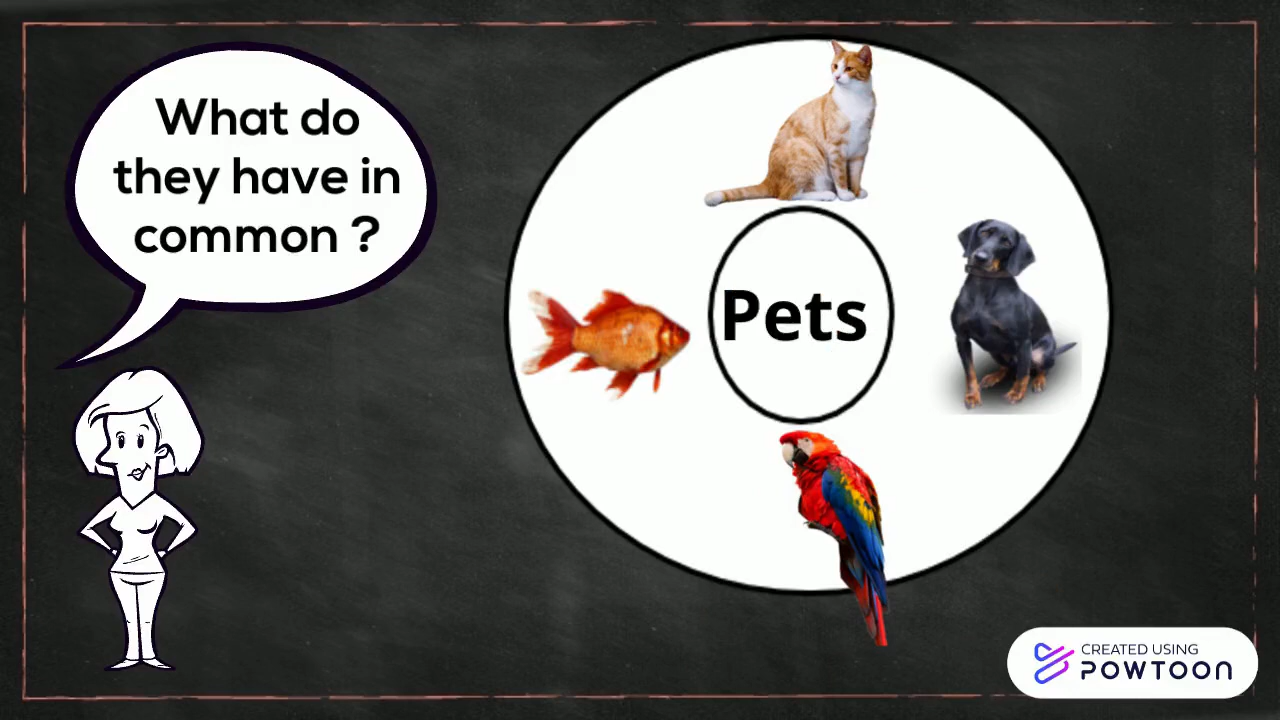 What do
they have in
common ?
Pets
CREATED USING
POWTOON